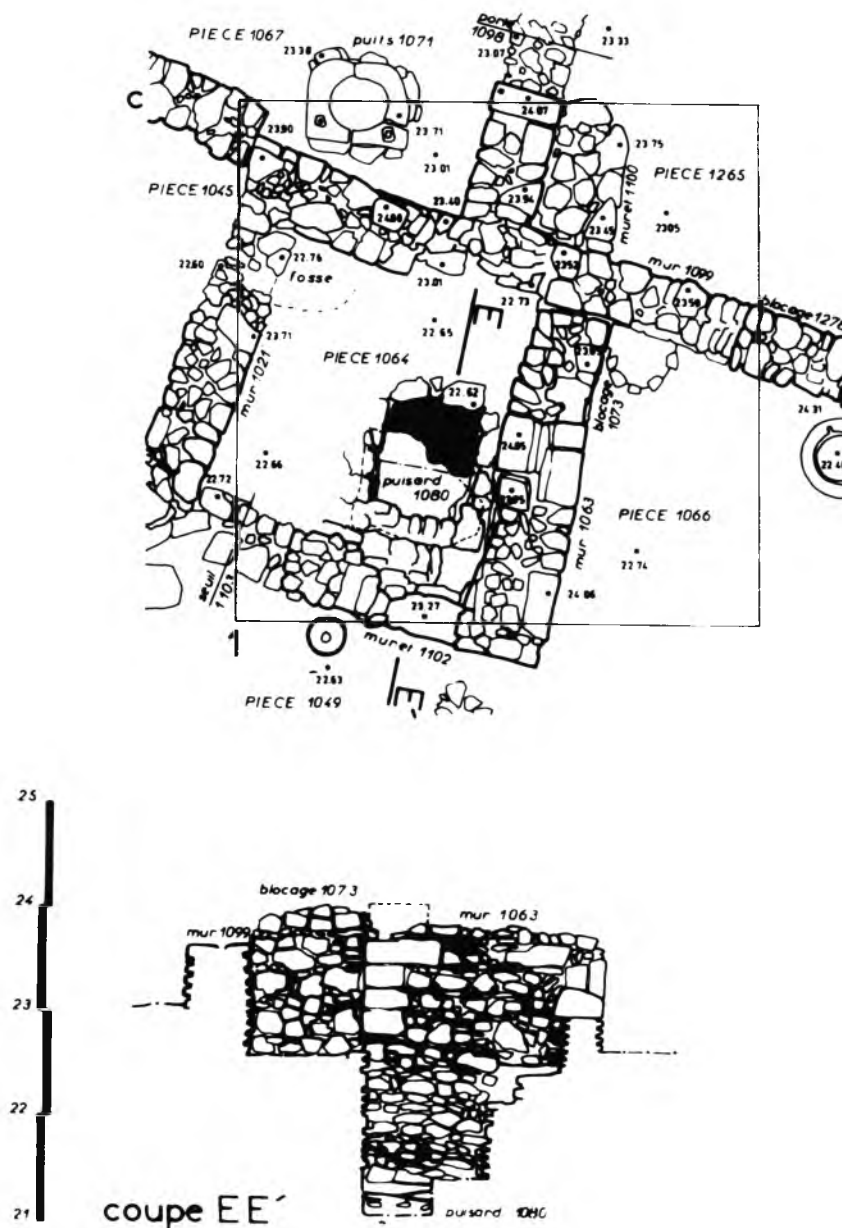 PIECE 1067
puits 1071
porte
1098
23.07
23 33
23.38
C
24.07
23.90
23.71
23.01
23.75
PIECE 1265
PIECE 1045
23.40
23.94
muret 1100
23.45
2305
22.76
fosse
22.60
23.01
22.73
mur 1099
23.50
blocage 1276
E
22.65
23.71
PIECE 1064
mur 1021
22.62
blocage
1073
24.31
24.05
22.66
22.72
puisard
1080
PIECE 1066
mur 1063
22.74
24.06
seuil
1103
23.27
muret 1102
22.63
E'
PIECE 1049
25
blocage 1073
24
mur 1099
mur 1063
23
22
21
coupe EE'
puisard 1080